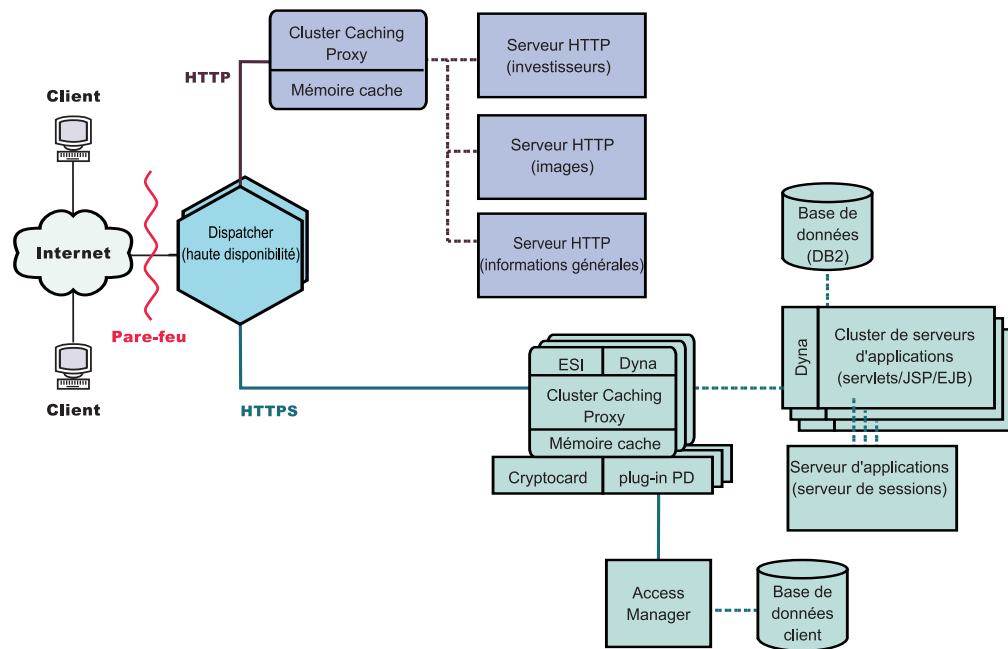 Cluster Caching
Proxy
Mémoire cache
Serveur HTTP
(investisseurs)
HTTP
Client
Serveur HTTP
(images)
Internet
Dispatcher
(haute disponibilité)
Serveur HTTP
(informations générales)
Base de
données
(DB2)
Pare-feu
Client
HTTPS
ESI
Dyna
Cluster Caching
Proxy
Mémoire cache
Cryptocard
plug-in PD
Dyna
Cluster de serveurs
d'applications
(servlets/JSP/EJB)
Serveur d'applications
(serveur de sessions)
Access
Manager
Base de
données
client